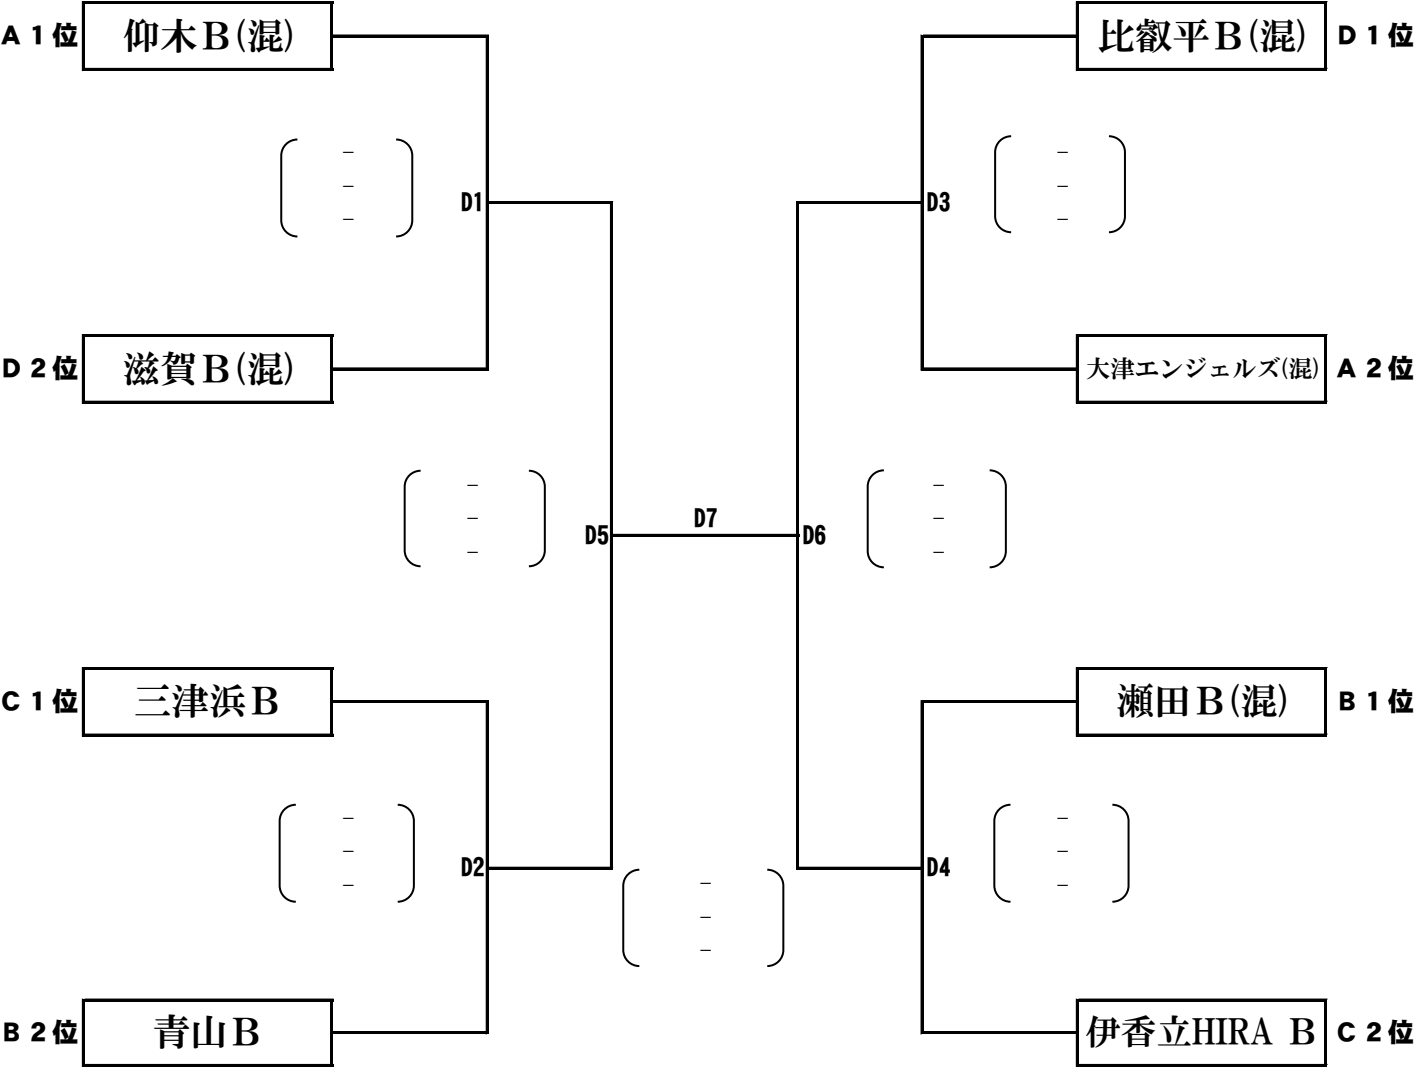 A１位 仰木Ｂ(混)
比叡平Ｂ(混) D１位
－ －
－ －
D1 D3
－ －
D２位 滋賀Ｂ(混)
大津エンジェルズ(混) A２位
－ －
D7
－ －
D5 D6
－ －
C１位 三津浜Ｂ
瀬田Ｂ(混) B１位
－ －
－ －
D2 D4
－ － －
－
－
B２位 青山Ｂ
伊香立HIRA Ｂ C２位